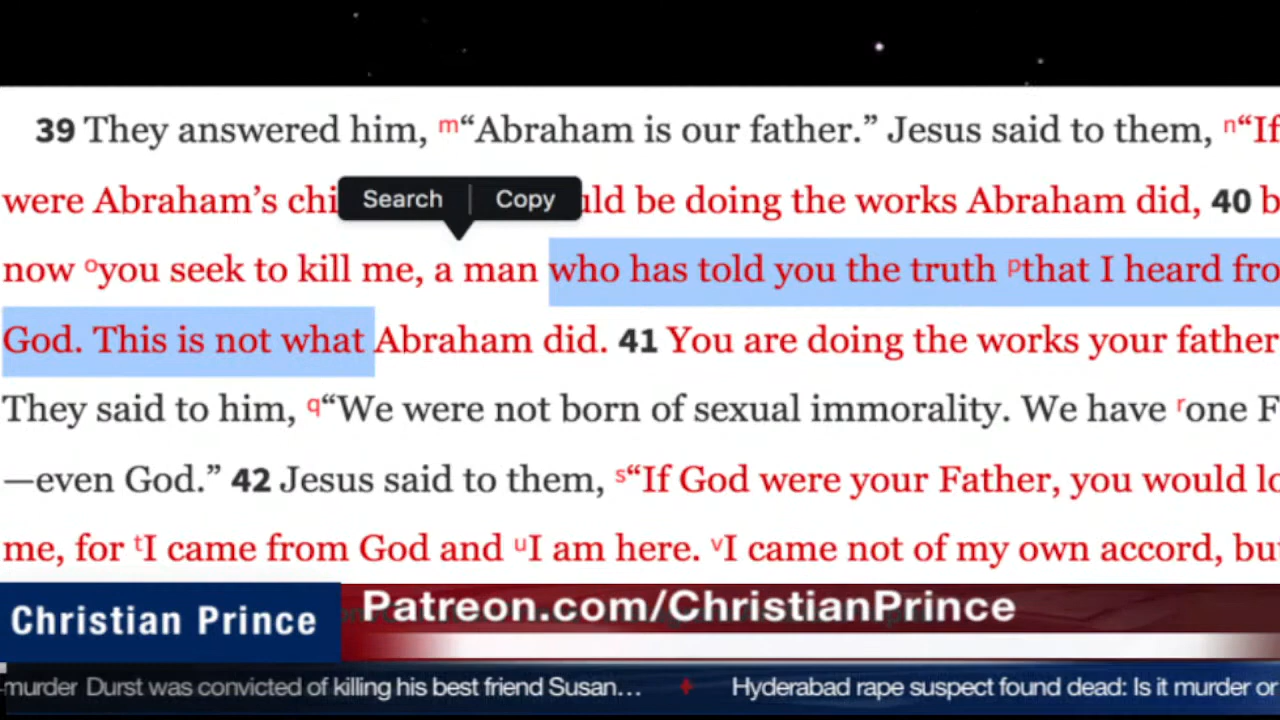 39 They answered him, m“Abraham is our father.” Jesus said to them, n“If
were Abraham’s chi
Search | Copy
uld be doing the works Abraham did, 40 b
now oyou seek to kill me, a man who has told you the truth pthat I heard fro
God. This is not what Abraham did. 41 You are doing the works your father
They said to him, q“We were not born of sexual immorality. We have rone F
—even God.” 42 Jesus said to them, s“If God were your Father, you would lo
me, for tI came from God and uI am here. vI came not of my own accord, bu
Christian Prince
Patreon.com/ChristianPrince
murder Durst was convicted of killing his best friend Susan... ♦ Hyderabad rape suspect found dead: Is it murder or